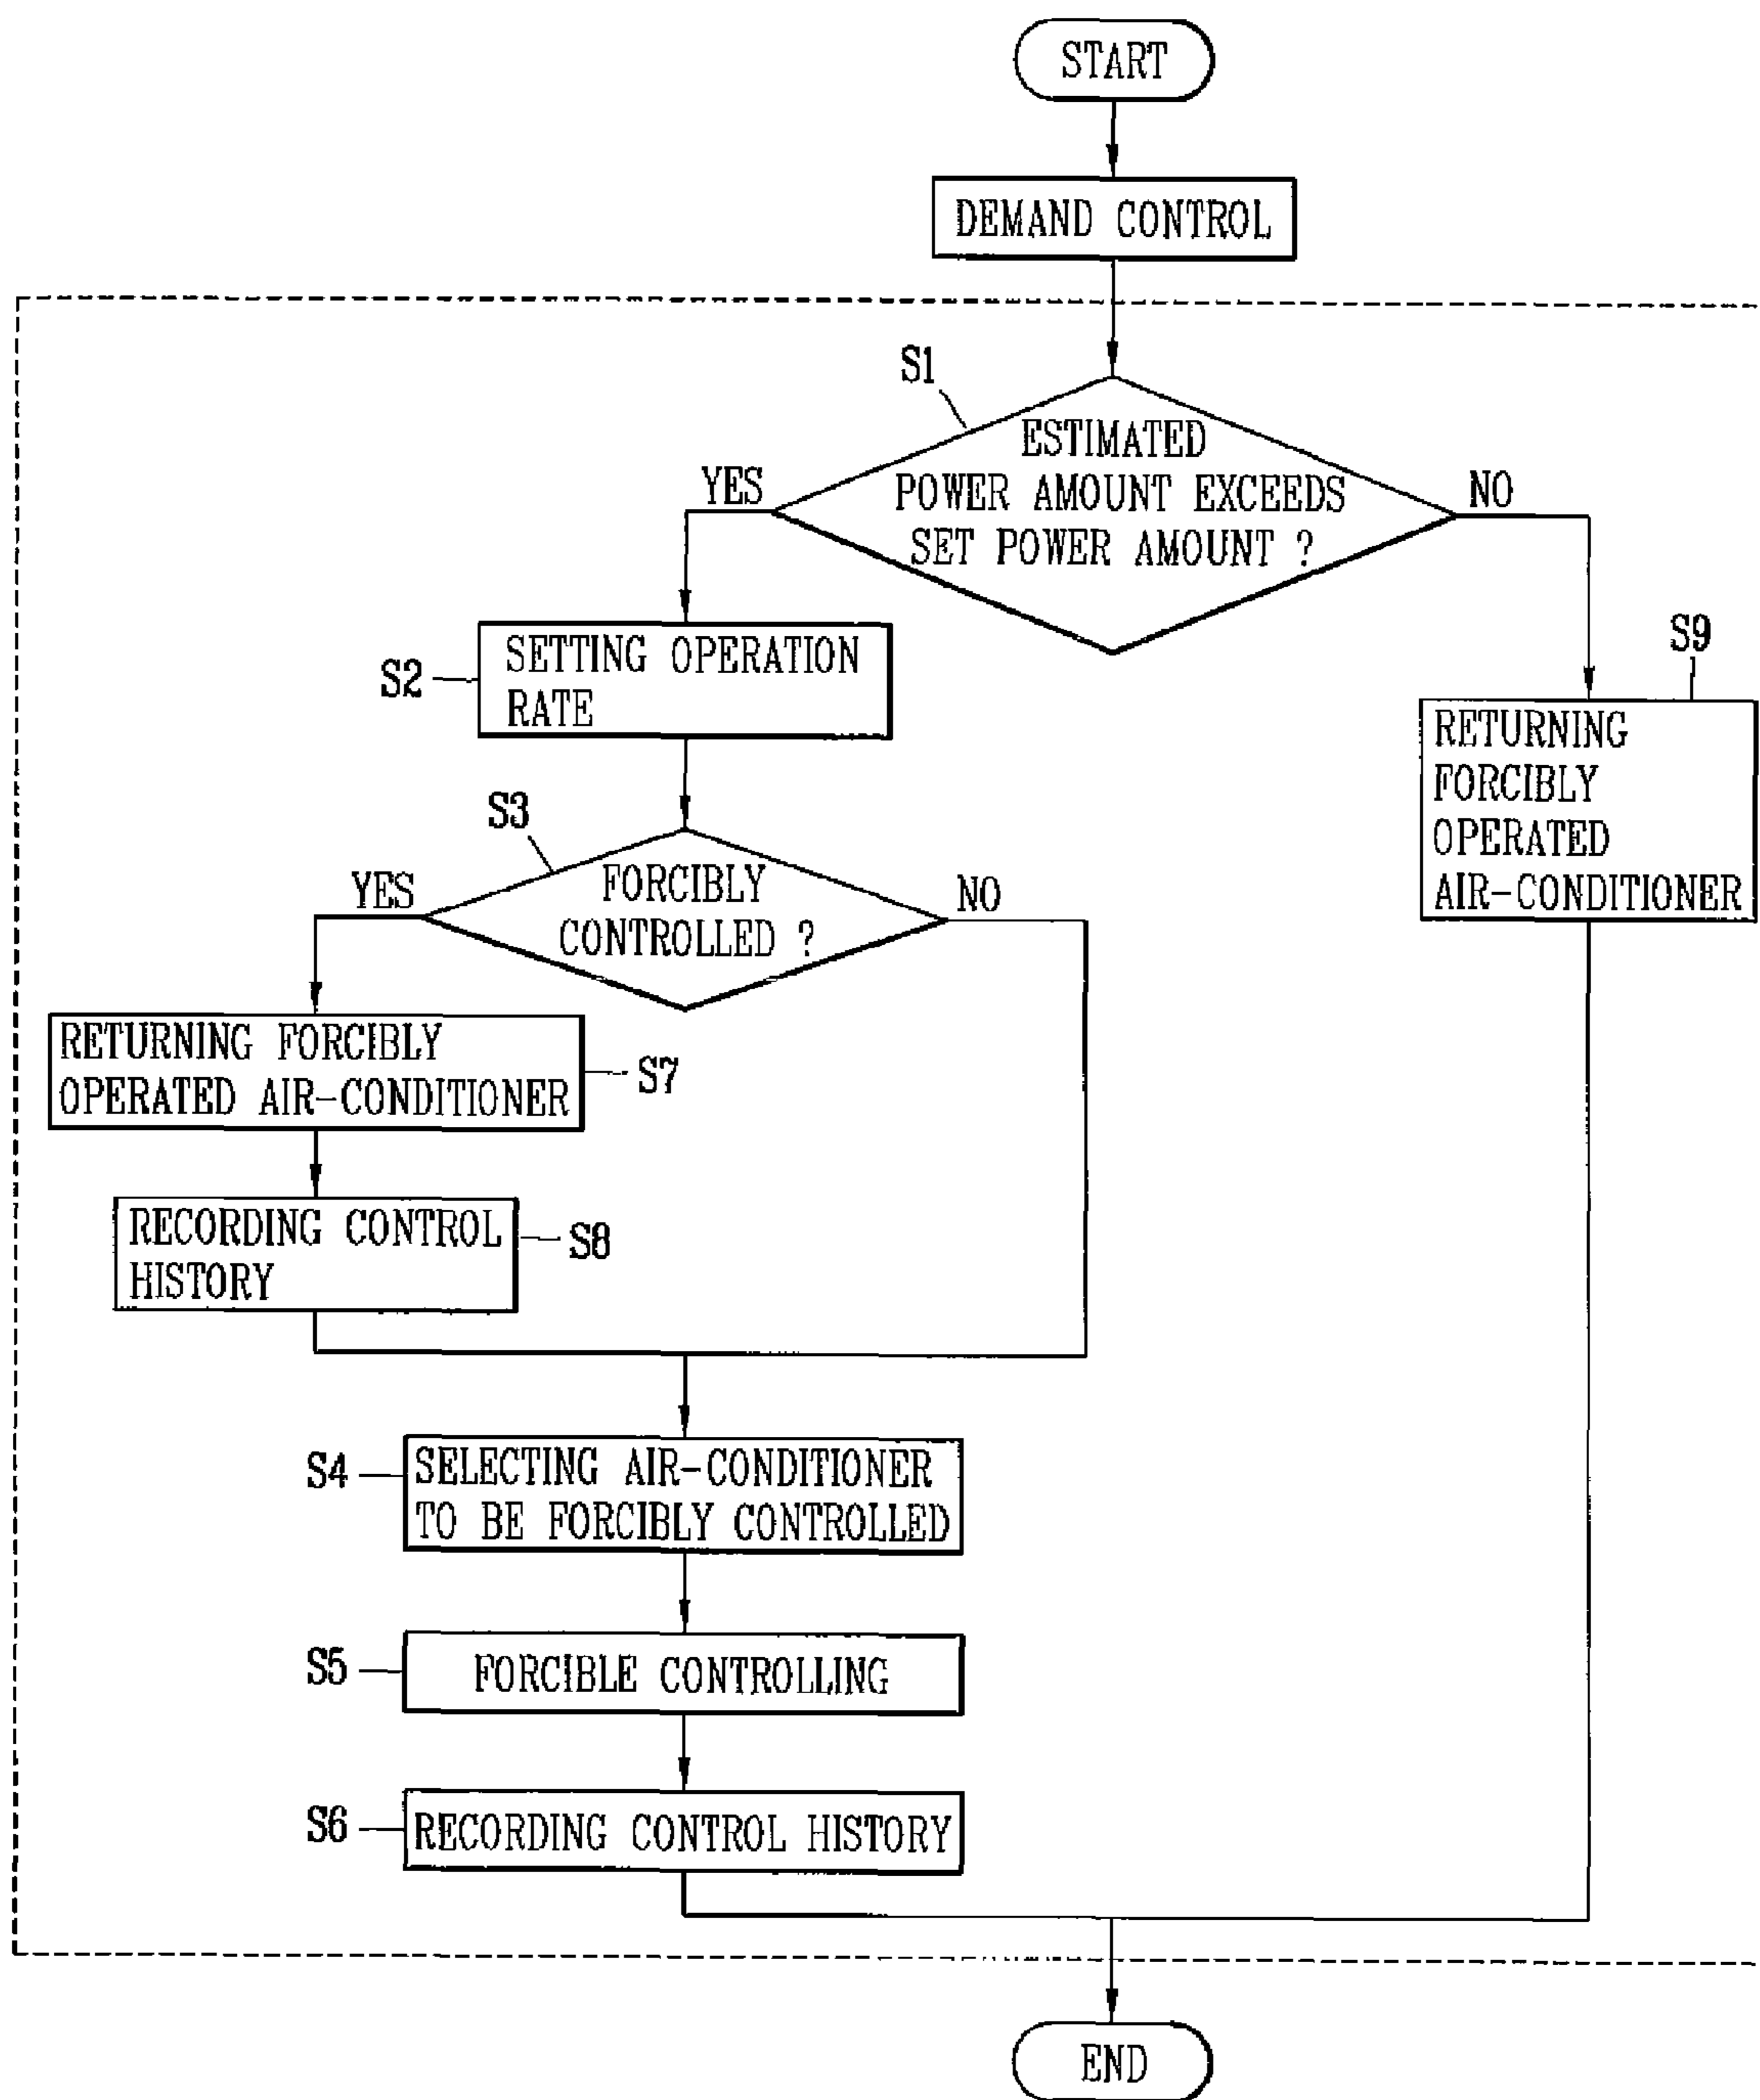 START
DEMAND CONTROL
S1
ESTIMATED
POWER AMOUNT EXCEEDS
SET POWER AMOUNT ?
YES
NO
S2
SETTING OPERATION
RATE
S9
RETURNING
FORCIBLY
OPERATED
AIR-CONDITIONER
S3
FORCIBLY
CONTROLLED ?
YES
NO
RETURNING FORCIBLY
OPERATED AIR-CONDITIONER
S7
RECORDING CONTROL
HISTORY
S8
S4
SELECTING AIR-CONDITIONER
TO BE FORCIBLY CONTROLLED
S5
FORCIBLE CONTROLLING
S6
RECORDING CONTROL HISTORY
END